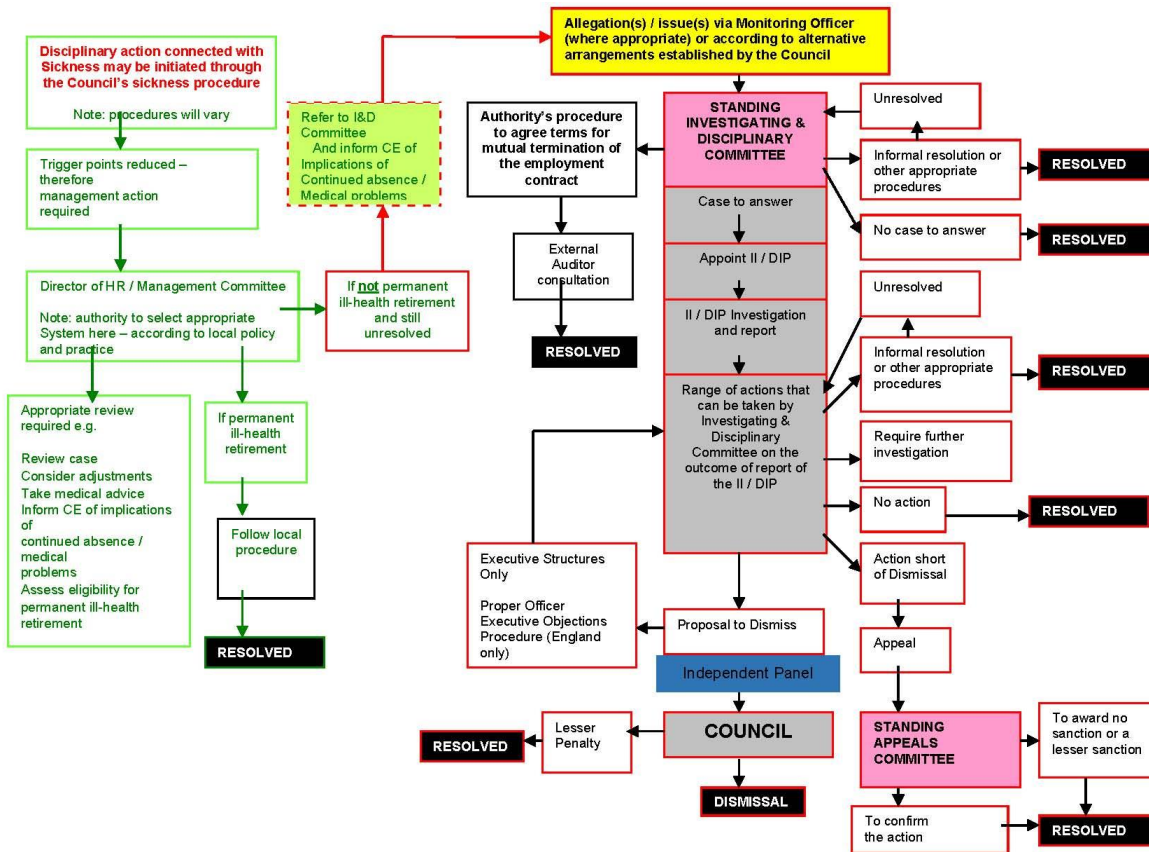 Allegation(s) / issue(s) via Monitoring Officer
(where appropriate) or according to alternative
arrangements established by the Council
Disciplinary action connected with
Sickness may be initiated through
the Council's sickness procedure
Note: procedures will vary
Trigger points reduced –
therefore
management action
required
Director of HR / Management Committee
Note: authority to select appropriate
System here – according to local policy
and practice
Appropriate review
required e.g.
Review case
Consider adjustments
Take medical advice
Inform CE of implications
of
continued absence /
medical
problems
Assess eligibility for
permanent ill-health
retirement
If permanent
ill-health
retirement
Follow local
procedure
RESOLVED
If not permanent
ill-health retirement
and still
unresolved
Refer to I&D
Committee
And inform CE of
Implications of
Continued absence /
Medical problems
Authority's procedure
to agree terms for
mutual termination
of the employment
contract
External
Auditor
consultation
RESOLVED
STANDING
INVESTIGATING &
DISCIPLINARY
COMMITTEE
Unresolved
Informal resolution or
other appropriate
procedures
RESOLVED
No case to answer
RESOLVED
Case to answer
Appoint II / DIP
II / DIP Investigation
and report
Range of actions that
can be taken by
Investigating &
Disciplinary
Committee on the
outcome of report of
the II / DIP
Unresolved
Informal resolution
or other appropriate
procedures
RESOLVED
Require further
investigation
No action
RESOLVED
Action short
of Dismissal
Appeal
Executive Structures
Only
Proper Officer
Executive Objections
Procedure (England
only)
Proposal to Dismiss
Independent Panel
COUNCIL
Lesser
Penalty
RESOLVED
DISMISSAL
STANDING
APPEALS
COMMITTEE
To award no
sanction or a
lesser sanction
To confirm
the action
RESOLVED